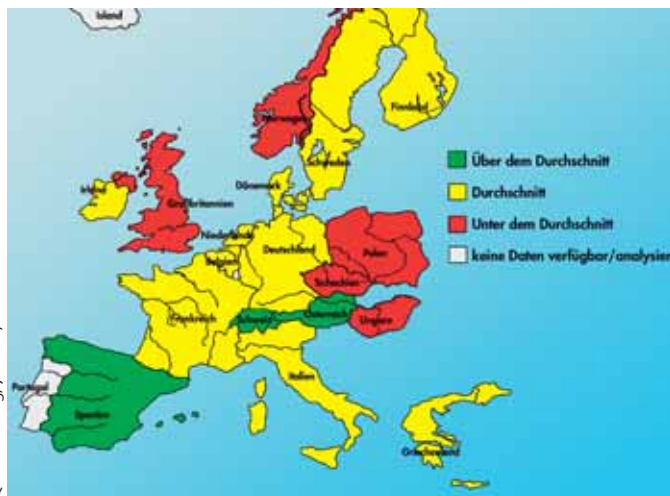 Island
Norwegen
Finnland
Schweden
Irland
Großbritannien
Dänemark
Niederlande
Belgien
Deutschland
Polen
Tschechien
Frankreich
Schweiz
Österreich
Ungarn
Italien
Portugal
Spanien
Griechenland
Über dem Durchschnitt
Durchschnitt
Unter dem Durchschnitt
keine Daten verfügbar/analysier